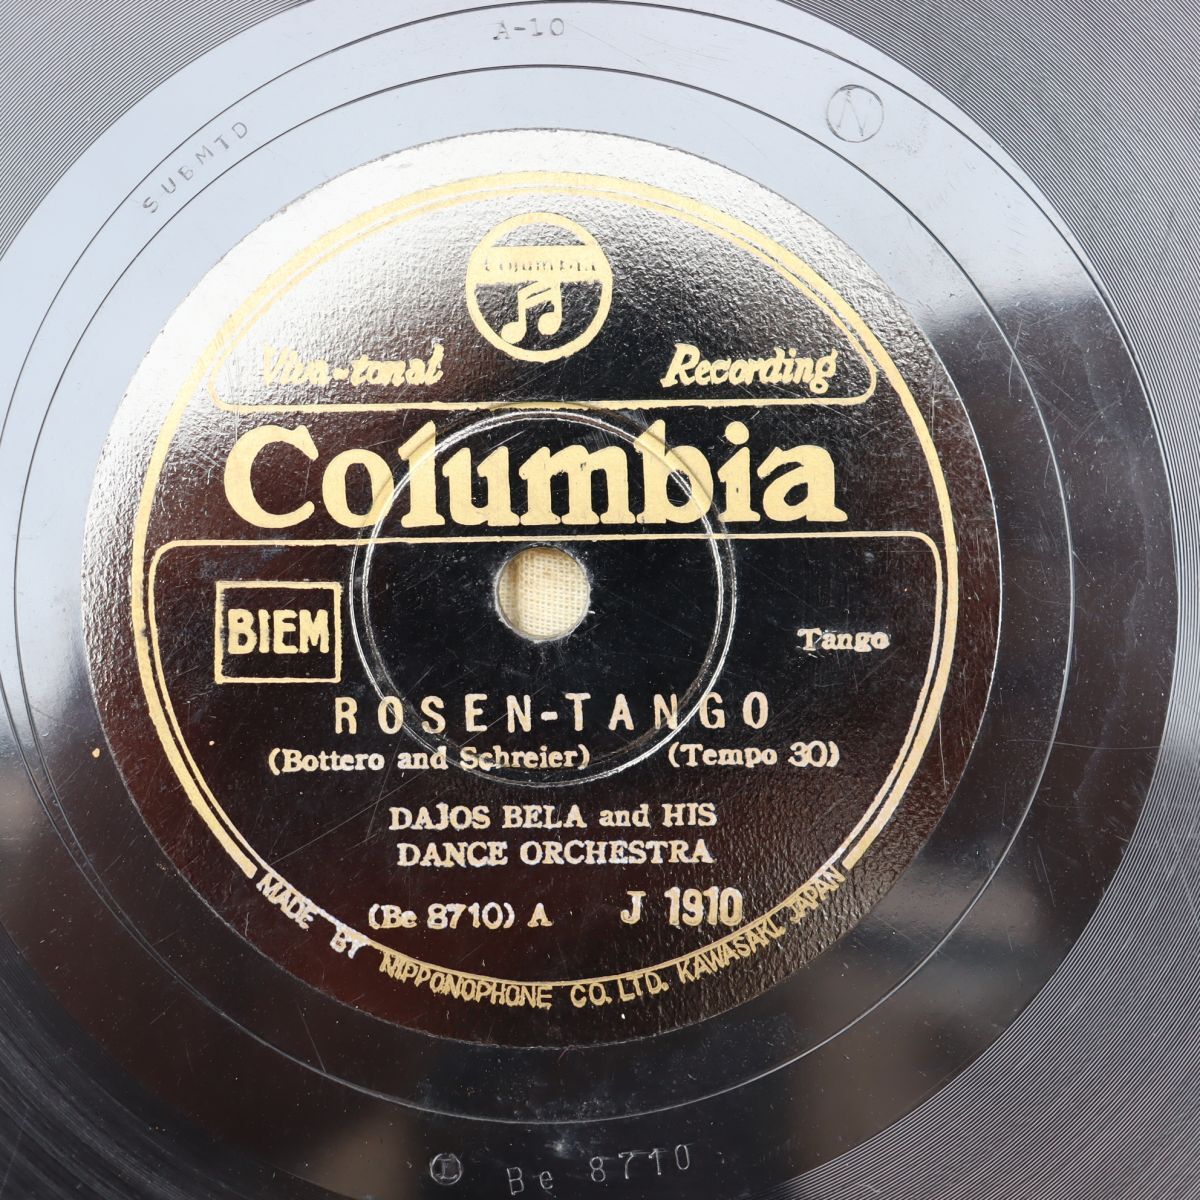 A-10
SUBMTD
N
Columbia
Viva-tonal Recording
Columbia
BIEM
Tango
ROSEN-TANGO
(Bottero and Schreier) (Tempo 30)
DAJOS BELA and HIS
DANCE ORCHESTRA
(Be 8710) A J 1910
MADE BY NIPPONOPHONE CO. LTD. KAWASAKI, JAPAN
Be 8710